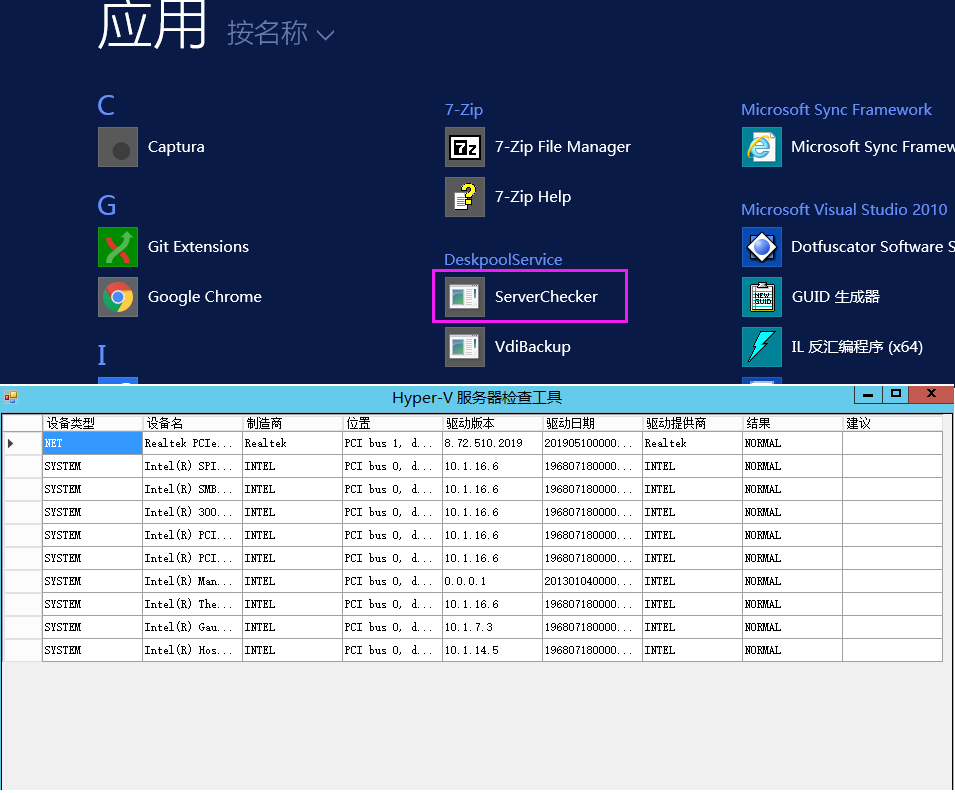 应用 按名称
C 7-Zip Microsoft Sync Framework
Captura 7-Zip File Manager Microsoft Sync Framew
G 7-Zip Help Microsoft Visual Studio 2010
Git Extensions DeskpoolService Dotfuscator Software S
Google Chrome ServerChecker GUID 生成器
I VdiBackup IL 反汇编程序 (x64)
Hyper-V 服务器检查工具
设备类型 设备名 制造商 位置 驱动版本 驱动日期 驱动提供商 结果 建议
NET Realtek PCIe... Realtek PCI bus 1, d... 8.72.510.2019 201905100000... Realtek NORMAL
SYSTEM Intel(R) SPI... INTEL PCI bus 0, d... 10.1.16.6 196807180000... INTEL NORMAL
SYSTEM Intel(R) SMB... INTEL PCI bus 0, d... 10.1.16.6 196807180000... INTEL NORMAL
SYSTEM Intel(R) 300... INTEL PCI bus 0, d... 10.1.16.6 196807180000... INTEL NORMAL
SYSTEM Intel(R) PCI... INTEL PCI bus 0, d... 10.1.16.6 196807180000... INTEL NORMAL
SYSTEM Intel(R) PCI... INTEL PCI bus 0, d... 10.1.16.6 196807180000... INTEL NORMAL
SYSTEM Intel(R) Man... INTEL PCI bus 0, d... 0.0.0.1 201301040000... INTEL NORMAL
SYSTEM Intel(R) The... INTEL PCI bus 0, d... 10.1.16.6 196807180000... INTEL NORMAL
SYSTEM Intel(R) Gau... INTEL PCI bus 0, d... 10.1.7.3 196807180000... INTEL NORMAL
SYSTEM Intel(R) Hos... INTEL PCI bus 0, d... 10.1.14.5 196807180000... INTEL NORMAL